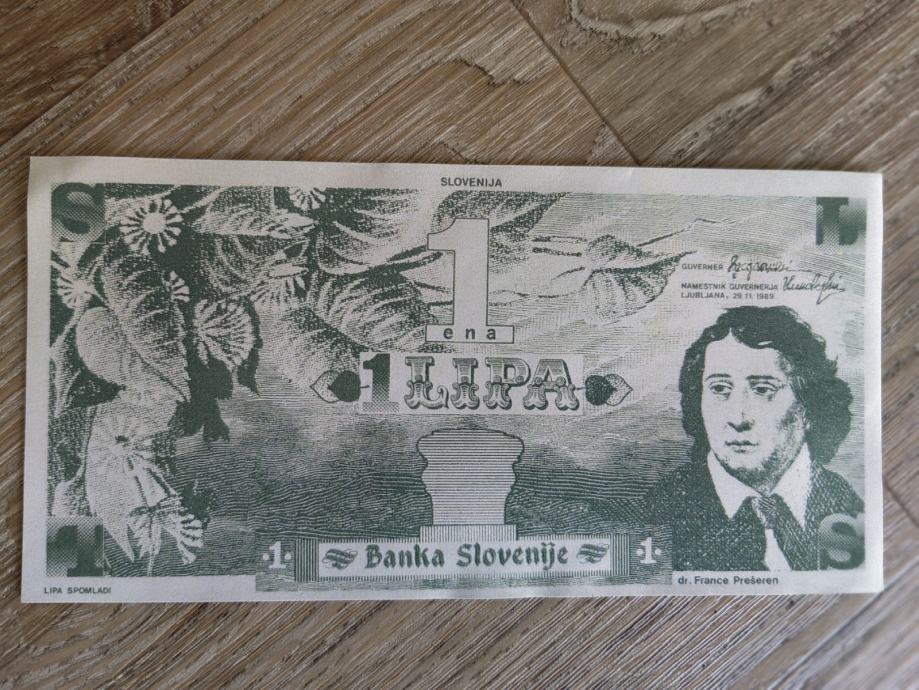 SLOVENIJA
S
L
1
ena
GUVERNER
NAMESTNIK GUVERNERJA
LJUBLJANA, 29.11.1989
1 LIPA
1
S
1 Banka Slovenije 1
LIPA SPOMLADI
dr. France Prešeren